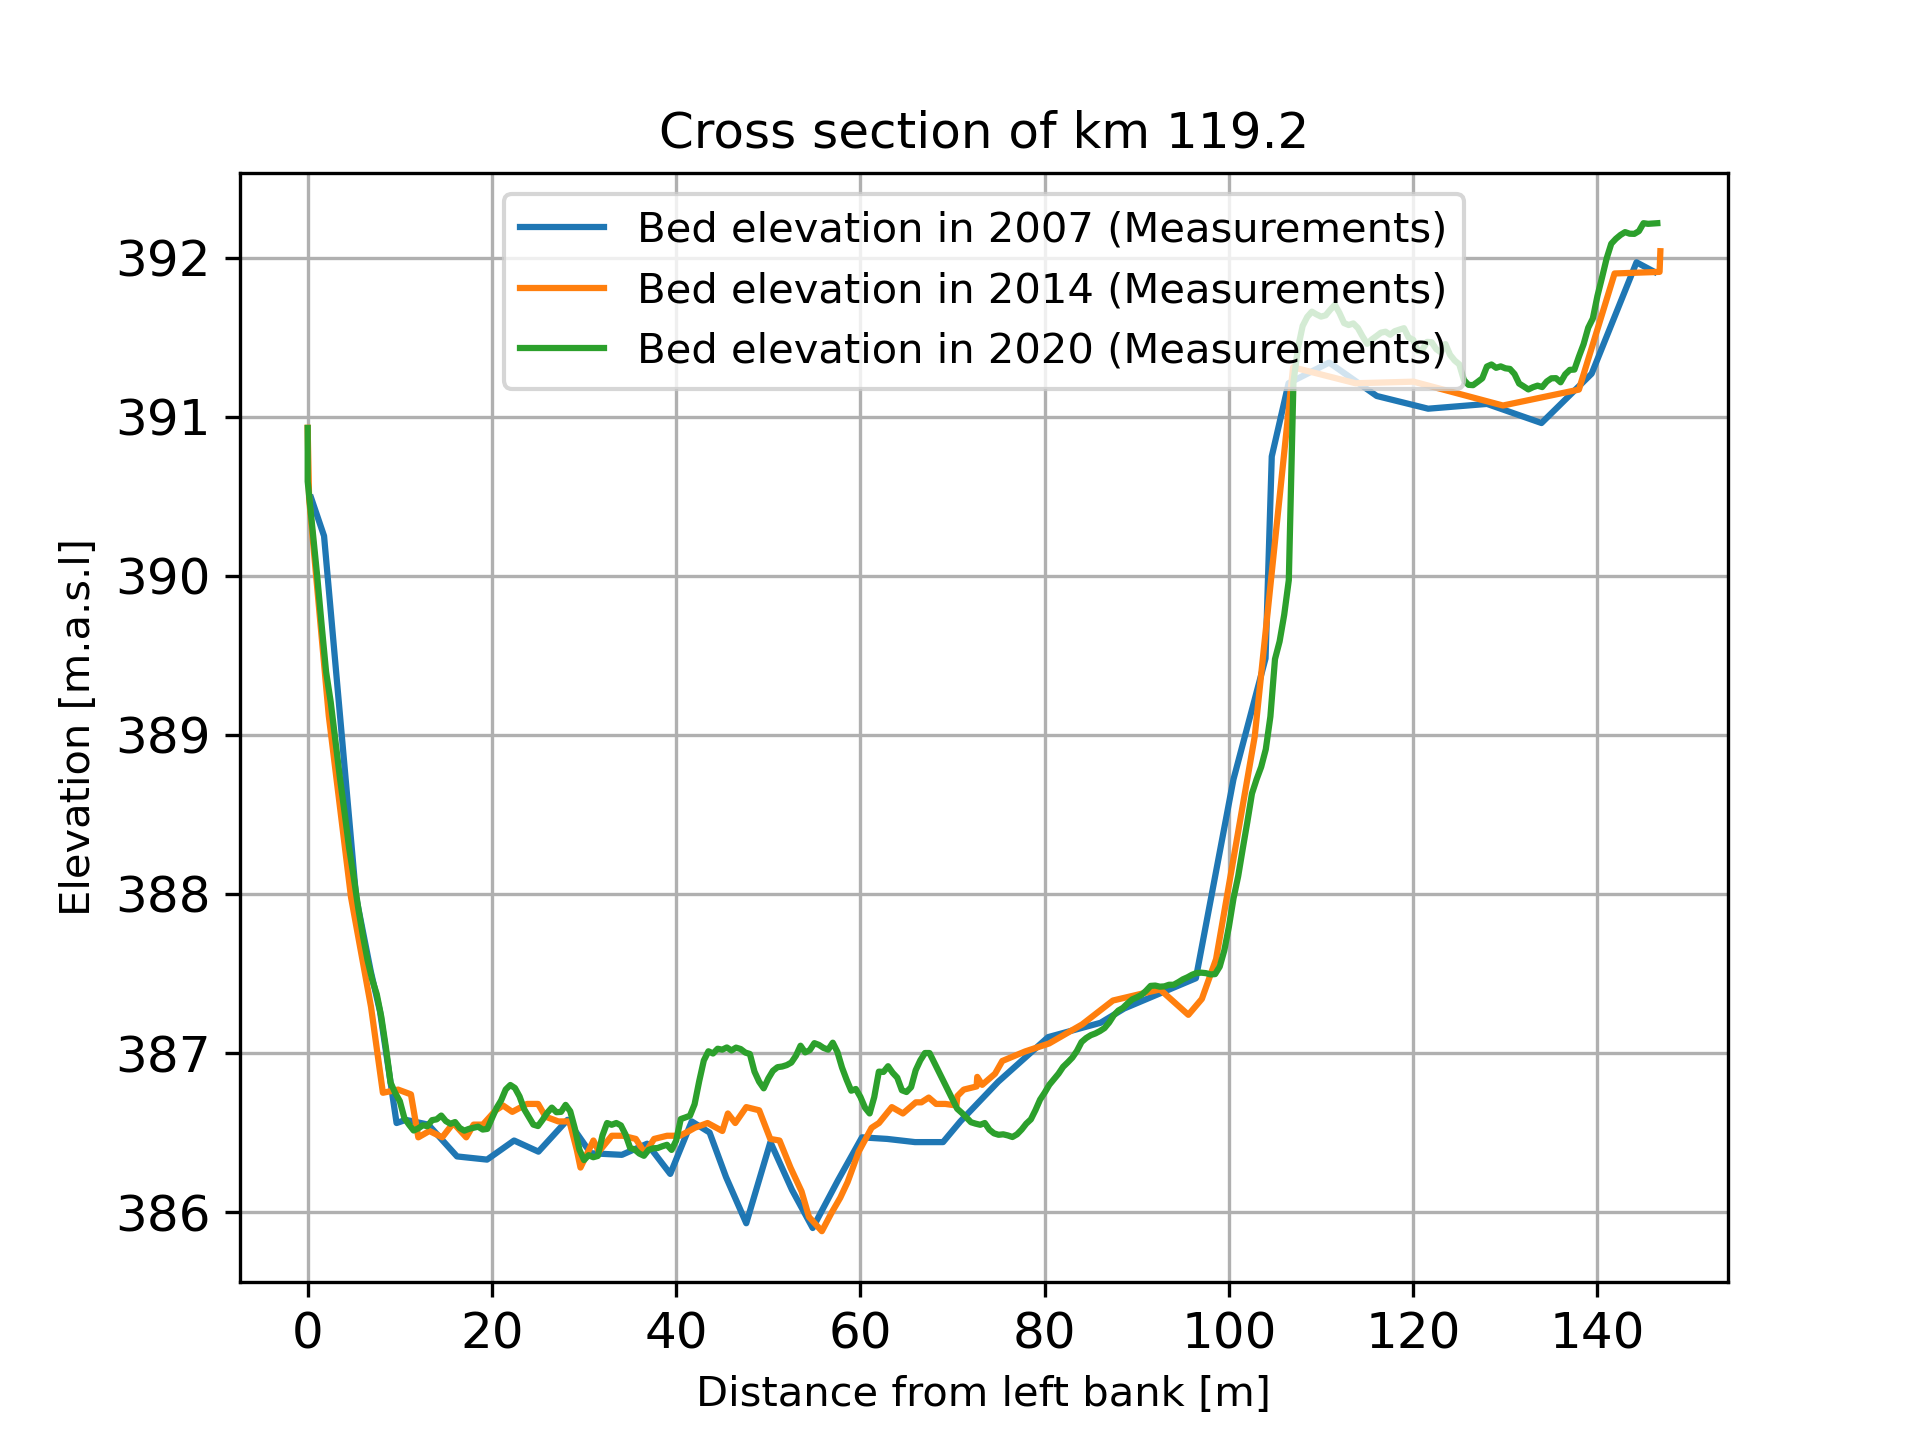 Cross section of km 119.2
Bed elevation in 2007 (Measurements)
Bed elevation in 2014 (Measurements)
Bed elevation in 2020 (Measurements)
392
391
390
389
388
387
386
Elevation [m.a.s.l]
0 20 40 60 80 100 120 140
Distance from left bank [m]